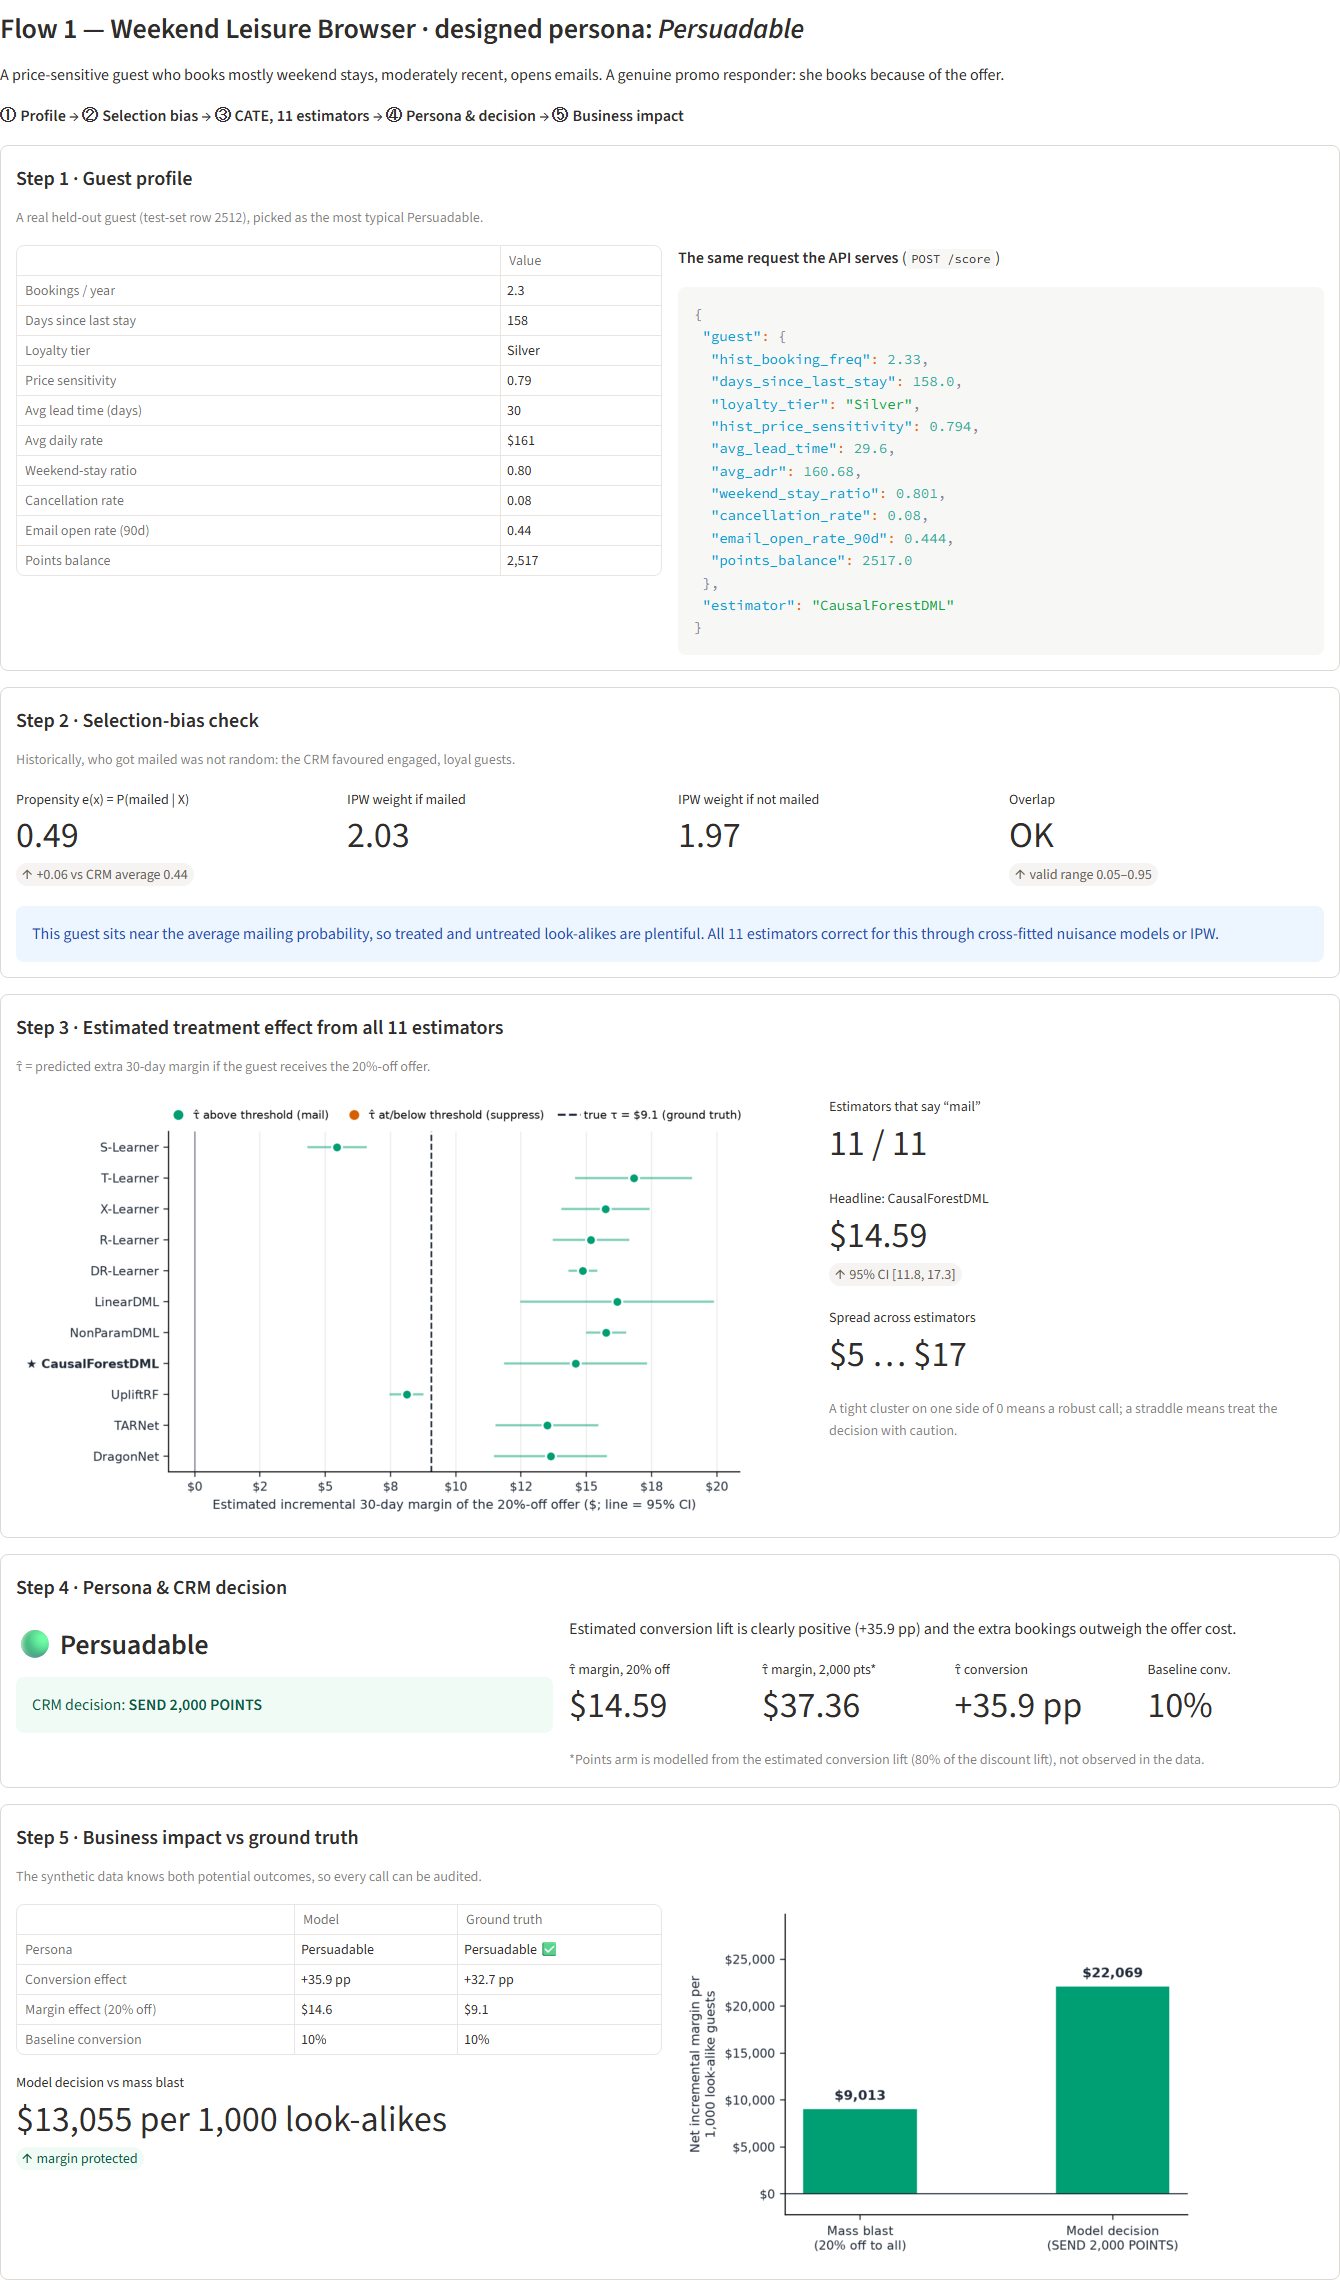 Flow 1 — Weekend Leisure Browser · designed persona: Persuadable
A price-sensitive guest who books mostly weekend stays, moderately recent, opens emails. A genuine promo responder: she books because of the offer.
① Profile → ② Selection bias → ③ CATE, 11 estimators → ④ Persona & decision → ⑤ Business impact
Step 1 · Guest profile
A real held-out guest (test-set row 2512), picked as the most typical Persuadable.
Value
Bookings / year 2.3
Days since last stay 158
Loyalty tier Silver
Price sensitivity 0.79
Avg lead time (days) 30
Avg daily rate $161
Weekend-stay ratio 0.80
Cancellation rate 0.08
Email open rate (90d) 0.44
Points balance 2,517
The same request the API serves ( POST /score )
{
"guest": {
"hist_booking_freq": 2.33,
"days_since_last_stay": 158.0,
"loyalty_tier": "Silver",
"hist_price_sensitivity": 0.794,
"avg_lead_time": 29.6,
"avg_adr": 160.68,
"weekend_stay_ratio": 0.801,
"cancellation_rate": 0.08,
"email_open_rate_90d": 0.444,
"points_balance": 2517.0
},
"estimator": "CausalForestDML"
}
Step 2 · Selection-bias check
Historically, who got mailed was not random: the CRM favoured engaged, loyal guests.
Propensity e(x) = P(mailed | X)
0.49
↑ +0.06 vs CRM average 0.44
IPW weight if mailed
2.03
IPW weight if not mailed
1.97
Overlap
OK
↑ valid range 0.05–0.95
This guest sits near the average mailing probability, so treated and untreated look-alikes are plentiful. All 11 estimators correct for this through cross-fitted nuisance models or IPW.
Step 3 · Estimated treatment effect from all 11 estimators
τ̂ = predicted extra 30-day margin if the guest receives the 20%-off offer.
τ̂ above threshold (mail) τ̂ at/below threshold (suppress) true τ = $9.1 (ground truth)
S-Learner
T-Learner
X-Learner
R-Learner
DR-Learner
LinearDML
NonParamDML
★ CausalForestDML
UpliftRF
TARNet
DragonNet
$0 $2 $5 $8 $10 $12 $15 $18 $20
Estimated incremental 30-day margin of the 20%-off offer ($; line = 95% CI)
Estimators that say “mail”
11 / 11
Headline: CausalForestDML
$14.59
↑ 95% CI [11.8, 17.3]
Spread across estimators
$5 … $17
A tight cluster on one side of 0 means a robust call; a straddle means treat the
decision with caution.
Step 4 · Persona & CRM decision
Persuadable
CRM decision: SEND 2,000 POINTS
Estimated conversion lift is clearly positive (+35.9 pp) and the extra bookings outweigh the offer cost.
τ̂ margin, 20% off
$14.59
τ̂ margin, 2,000 pts*
$37.36
τ̂ conversion
+35.9 pp
Baseline conv.
10%
*Points arm is modelled from the estimated conversion lift (80% of the discount lift), not observed in the data.
Step 5 · Business impact vs ground truth
The synthetic data knows both potential outcomes, so every call can be audited.
Model Ground truth
Persona Persuadable Persuadable ✅
Conversion effect +35.9 pp +32.7 pp
Margin effect (20% off) $14.6 $9.1
Baseline conversion 10% 10%
Model decision vs mass blast
$13,055 per 1,000 look-alikes
↑ margin protected
Net incremental margin per
1,000 look-alike guests
$25,000
$20,000
$15,000
$10,000
$5,000
$0
$9,013
$22,069
Mass blast
(20% off to all)
Model decision
(SEND 2,000 POINTS)